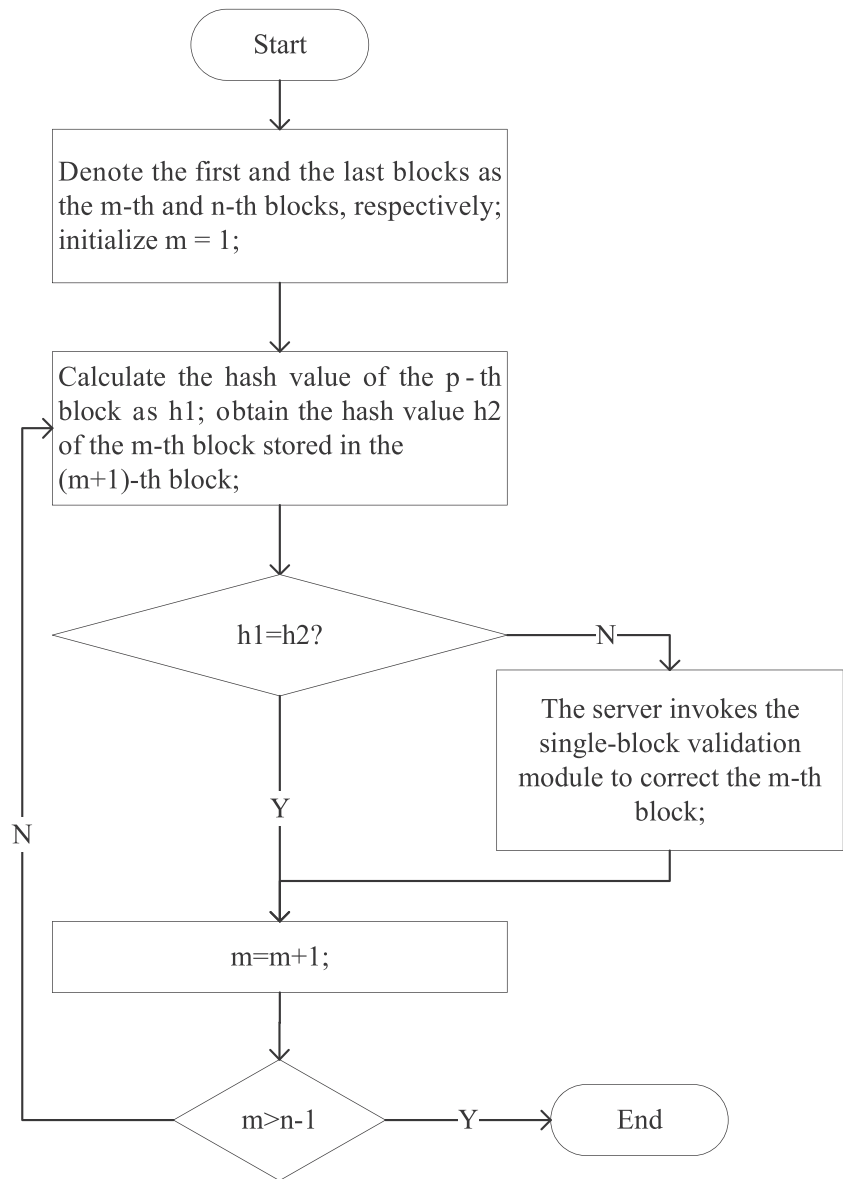 Start
Denote the first and the last blocks as
the m-th and n-th blocks, respectively;
initialize m = 1;
Calculate the hash value of the p-th
block as h1; obtain the hash value h2
of the m-th block stored in the
(m+1)-th block;
h1=h2?
N
The server invokes the
single-block validation
module to correct the m-th
block;
Y
N
m=m+1;
m>n-1
Y
End